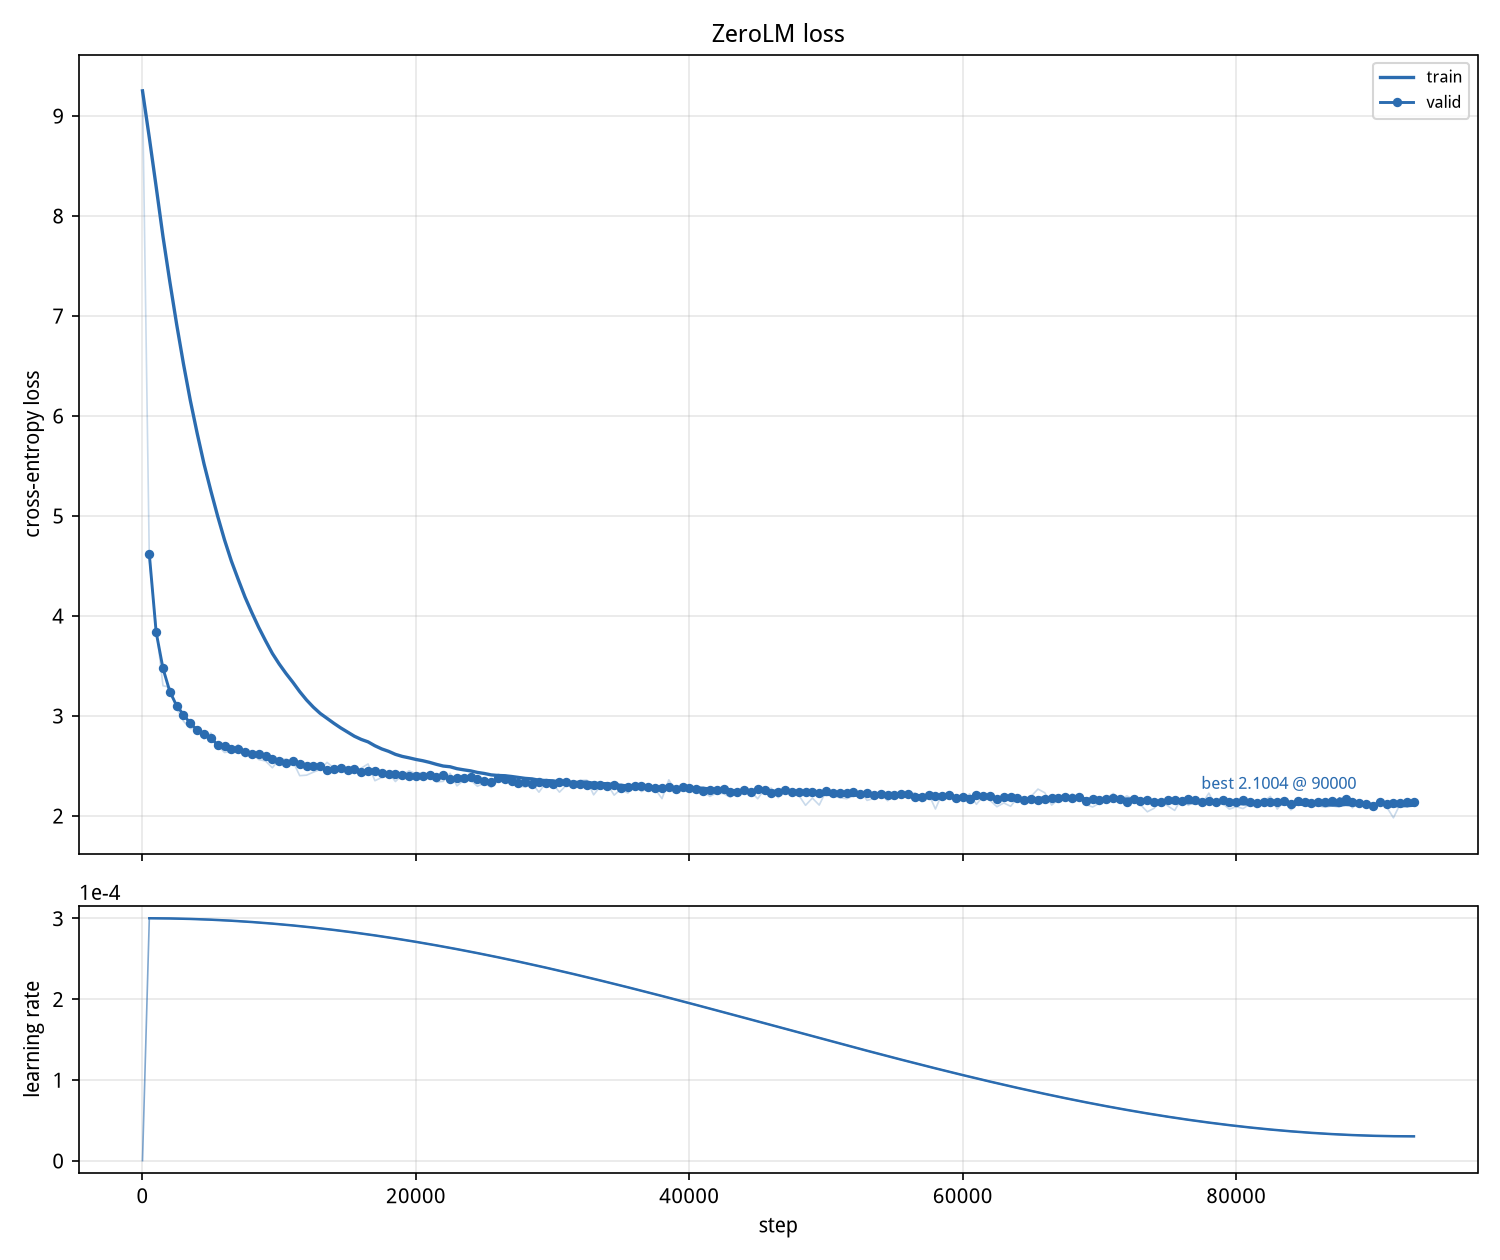 ZeroLM loss
train
valid
9
8
7
6
5
4
3
2
cross-entropy loss
best 2.1004 @ 90000
1e-4
3
2
1
0
learning rate
0
20000
40000
60000
80000
step